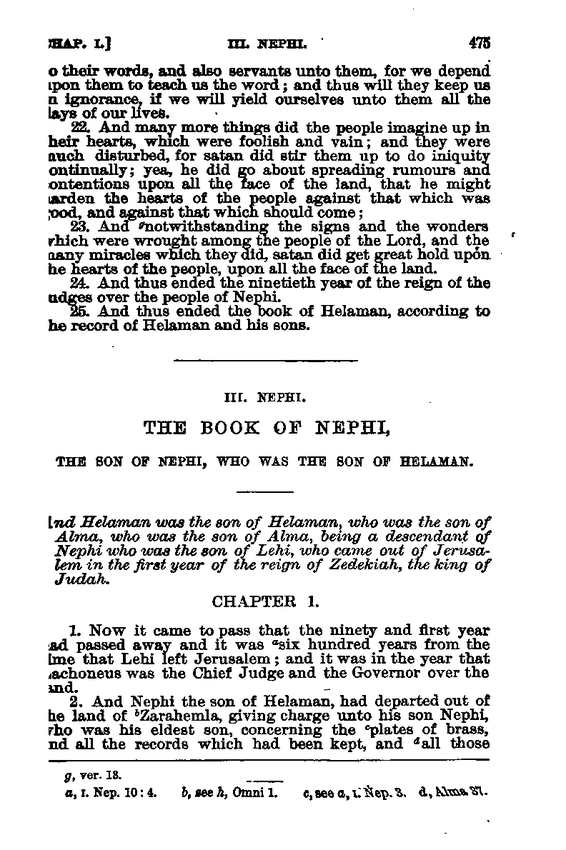 CHAP. I.] III. NEPHI. 475
o their words, and also servants unto them, for we depend
upon them to teach us the word; and thus will they keep us
n ignorance, if we will yield ourselves unto them all the
lays of our lives.
22. And many more things did the people imagine up in
heir hearts, which were foolish and vain; and they were
nuch disturbed, for satan did stir them up to do iniquity
ontinually; yea, he did go about spreading rumours and
ontentions upon all the face of the land, that he might
arden the hearts of the people against that which was
ood, and against that which should come;
23. And gnotwithstanding the signs and the wonders
which were wrought among the people of the Lord, and the
nany miracles which they did, satan did get great hold upon
he hearts of the people, upon all the face of the land.
24. And thus ended the ninetieth year of the reign of the
udges over the people of Nephi.
25. And thus ended the book of Helaman, according to
he record of Helaman and his sons.
III. NEPHI.
THE BOOK OF NEPHI,
THE SON OF NEPHI, WHO WAS THE SON OF HELAMAN.
And Helaman was the son of Helaman, who was the son of
Alma, who was the son of Alma, being a descendant of
Nephi who was the son of Lehi, who came out of Jerusa-
lem in the first year of the reign of Zedekiah, the king of
Judah.
CHAPTER 1.
1. Now it came to pass that the ninety and first year
ad passed away and it was asix hundred years from the
ime that Lehi left Jerusalem; and it was in the year that
achoneus was the Chief Judge and the Governor over the
and.
2. And Nephi the son of Helaman, had departed out of
he land of bZarahemla, giving charge unto his son Nephi,
who was his eldest son, concerning the cplates of brass,
nd all the records which had been kept, and dall those
g, ver. 18.
a, I. Nep. 10:4. b, see h, Omni 1. c, see a, I. Nep. 3. d, Alma 37.